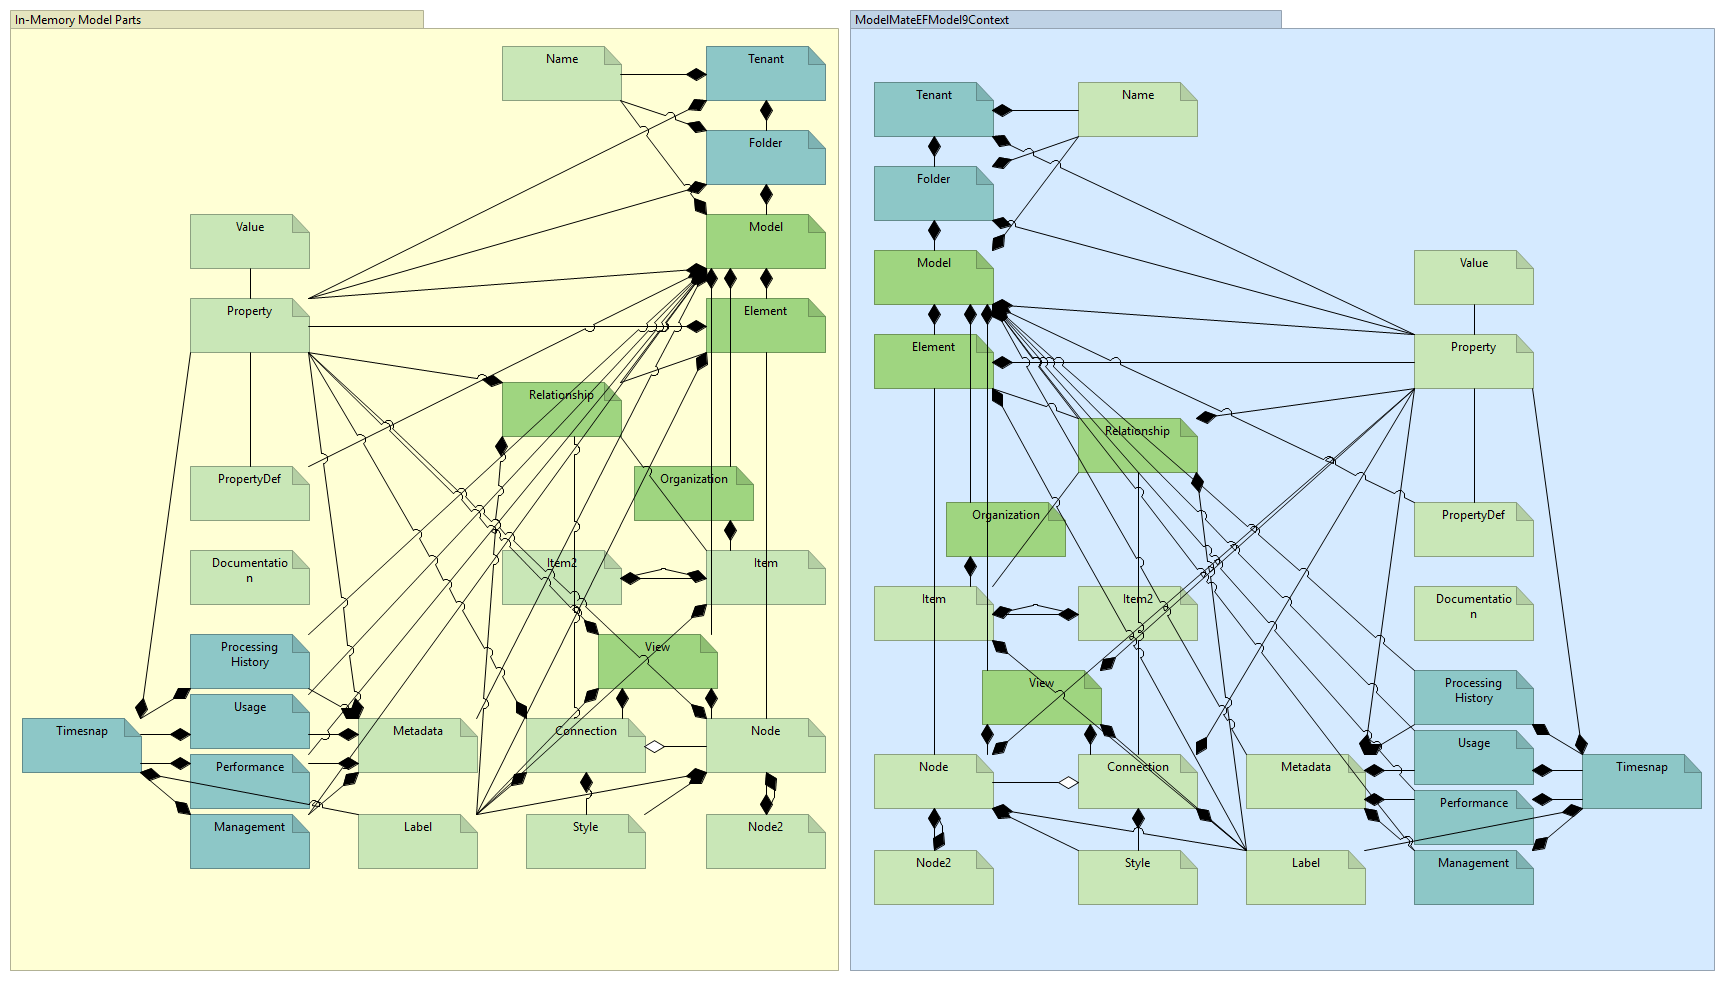 In-Memory Model Parts
Name
Tenant
Folder
Value
Model
Property
Element
Relationship
PropertyDef
Organization
Documentatio
n
Item2
Item
Processing
History
View
Usage
Timesnap
Metadata
Connection
Node
Performance
Management
Label
Style
Node2
ModelMateEFModel9Context
Tenant
Name
Folder
Model
Value
Element
Property
Relationship
Organization
PropertyDef
Item
Item2
Documentatio
n
View
Processing
History
Usage
Node
Connection
Metadata
Timesnap
Performance
Node2
Style
Label
Management